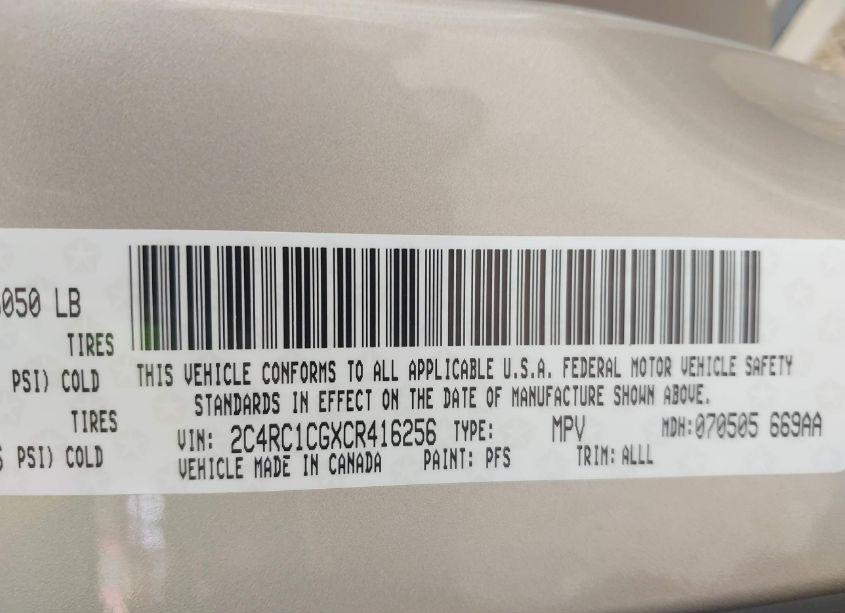 050 LB
TIRES
PSI) COLD
TIRES
PSI) COLD
THIS VEHICLE CONFORMS TO ALL APPLICABLE U.S.A. FEDERAL MOTOR VEHICLE SAFETY
STANDARDS IN EFFECT ON THE DATE OF MANUFACTURE SHOWN ABOVE.
VIN: 2C4RC1CGXCR416256 TYPE: MPV MDH:070505 669AA
VEHICLE MADE IN CANADA PAINT: PFS TRIM: ALLL